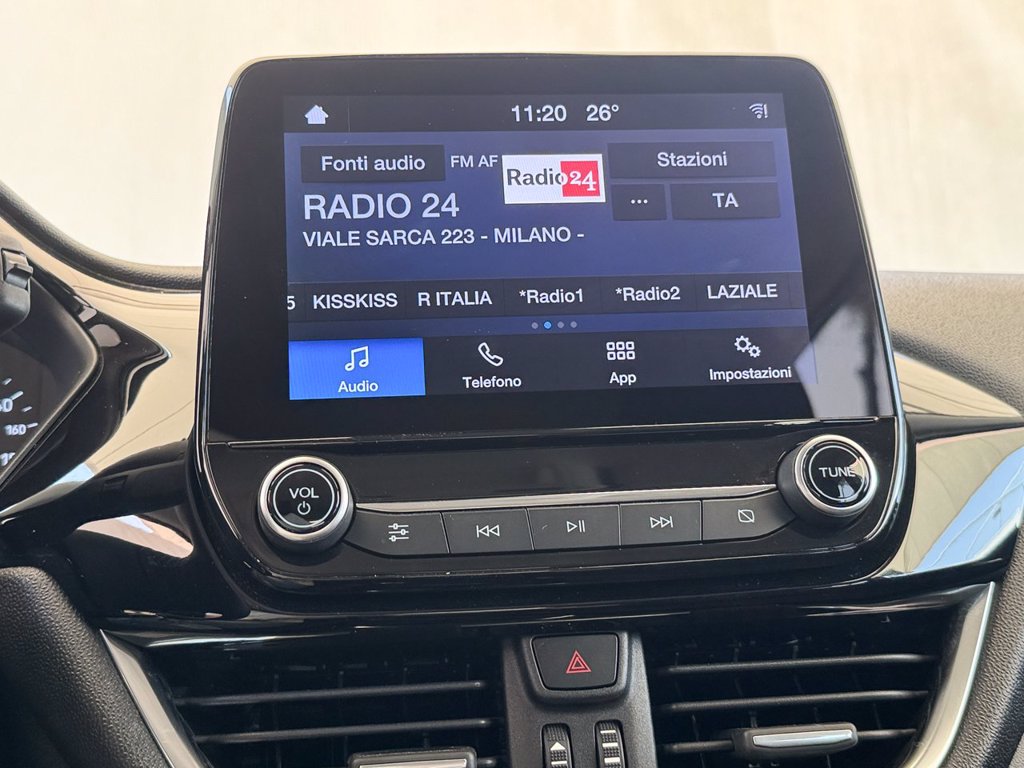 11:20 26°
Fonti audio FM AF Radio24 Stazioni
RADIO 24 ... TA
VIALE SARCA 223 - MILANO -
5 KISSKISS R ITALIA *Radio1 *Radio2 LAZIALE
Audio Telefono App Impostazioni
160
VOL TUNE